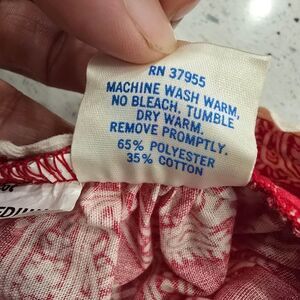 RN 37955
MACHINE WASH WARM,
NO BLEACH, TUMBLE
DRY WARM.
REMOVE PROMPTLY.
65% POLYESTER
35% COTTON